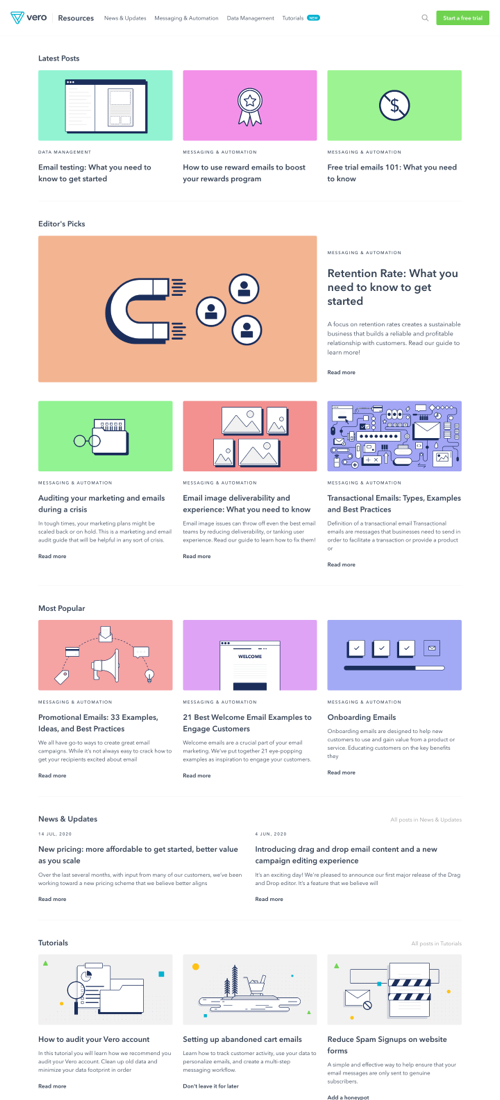 vero Resources News & Updates Messaging & Automation Data Management Tutorials NEW Start a free trial
Latest Posts
DATA MANAGEMENT
Email testing: What you need to
know to get started
MESSAGING & AUTOMATION
How to use reward emails to boost
your rewards program
MESSAGING & AUTOMATION
Free trial emails 101: What you need
to know
Editor's Picks
MESSAGING & AUTOMATION
Retention Rate: What you
need to know to get
started
A focus on retention rates creates a sustainable
business that builds a reliable and profitable
relationship with customers. Read our guide to
learn more!
Read more
MESSAGING & AUTOMATION
Auditing your marketing and emails
during a crisis
In tough times, your marketing plans might be
scaled back or on hold. This is a marketing and email
audit guide that will be helpful in any sort of crisis.
Read more
MESSAGING & AUTOMATION
Email image deliverability and
experience: What you need to know
Email image issues can throw off even the best email
teams by reducing deliverability, or tanking user
experience. Read our guide to learn how to fix them!
Read more
MESSAGING & AUTOMATION
Transactional Emails: Types, Examples
and Best Practices
Definition of a transactional email Transactional
emails are messages that businesses need to send in
order to facilitate a transaction or provide a product
or
Read more
Most Popular
MESSAGING & AUTOMATION
Promotional Emails: 33 Examples,
Ideas, and Best Practices
We all have go-to ways to create great email
campaigns. While it's not always easy to crack how to
get your recipients excited about email
Read more
WELCOME
MESSAGING & AUTOMATION
21 Best Welcome Email Examples to
Engage Customers
Welcome emails are a crucial part of your email
marketing. We've put together 21 eye-popping
examples as inspiration to engage your customers.
Read more
MESSAGING & AUTOMATION
Onboarding Emails
Onboarding emails are designed to help new
customers to use and gain value from a product or
service. Educating customers on the key benefits
they
Read more
News & Updates
All posts in News & Updates
14 JUL, 2020
New pricing: more affordable to get started, better value
as you scale
Over the last several months, with input from many of our customers, we've been
working toward a new pricing scheme that we believe better aligns
Read more
4 JUN, 2020
Introducing drag and drop email content and a new
campaign editing experience
It's an exciting day! We're pleased to announce our first major release of the Drag
and Drop editor. It's a feature that we believe will
Read more
Tutorials
All posts in Tutorials
How to audit your Vero account
In this tutorial you will learn how we recommend you
audit your Vero account. Clean up old data and
minimize your data footprint in order
Read more
Setting up abandoned cart emails
Learn how to track customer activity, use your data to
personalize emails, and create a multi-step
messaging workflow.
Don't leave it for later
Reduce Spam Signups on website
forms
A simple and effective way to help ensure that your
email messages are only sent to genuine
subscribers.
Add a honeypot